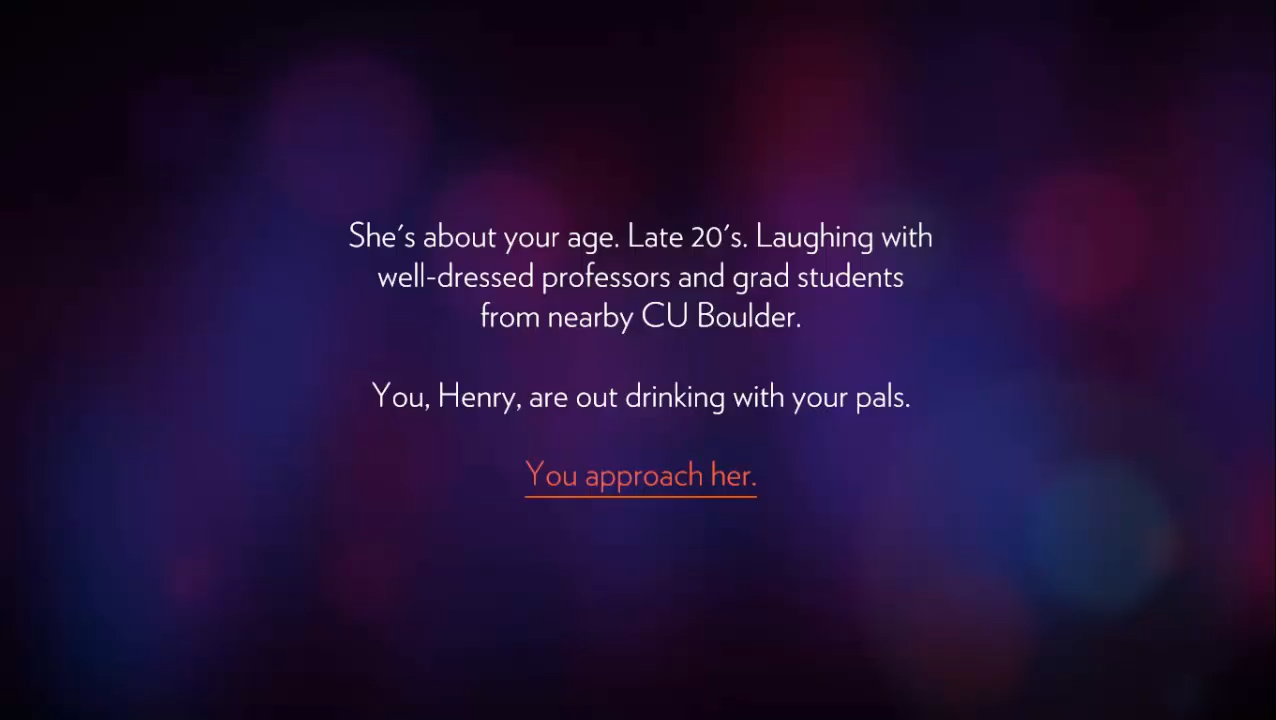 She's about your age. Late 20's. Laughing with
well-dressed professors and grad students
from nearby CU Boulder.
You, Henry, are out drinking with your pals.
You approach her.